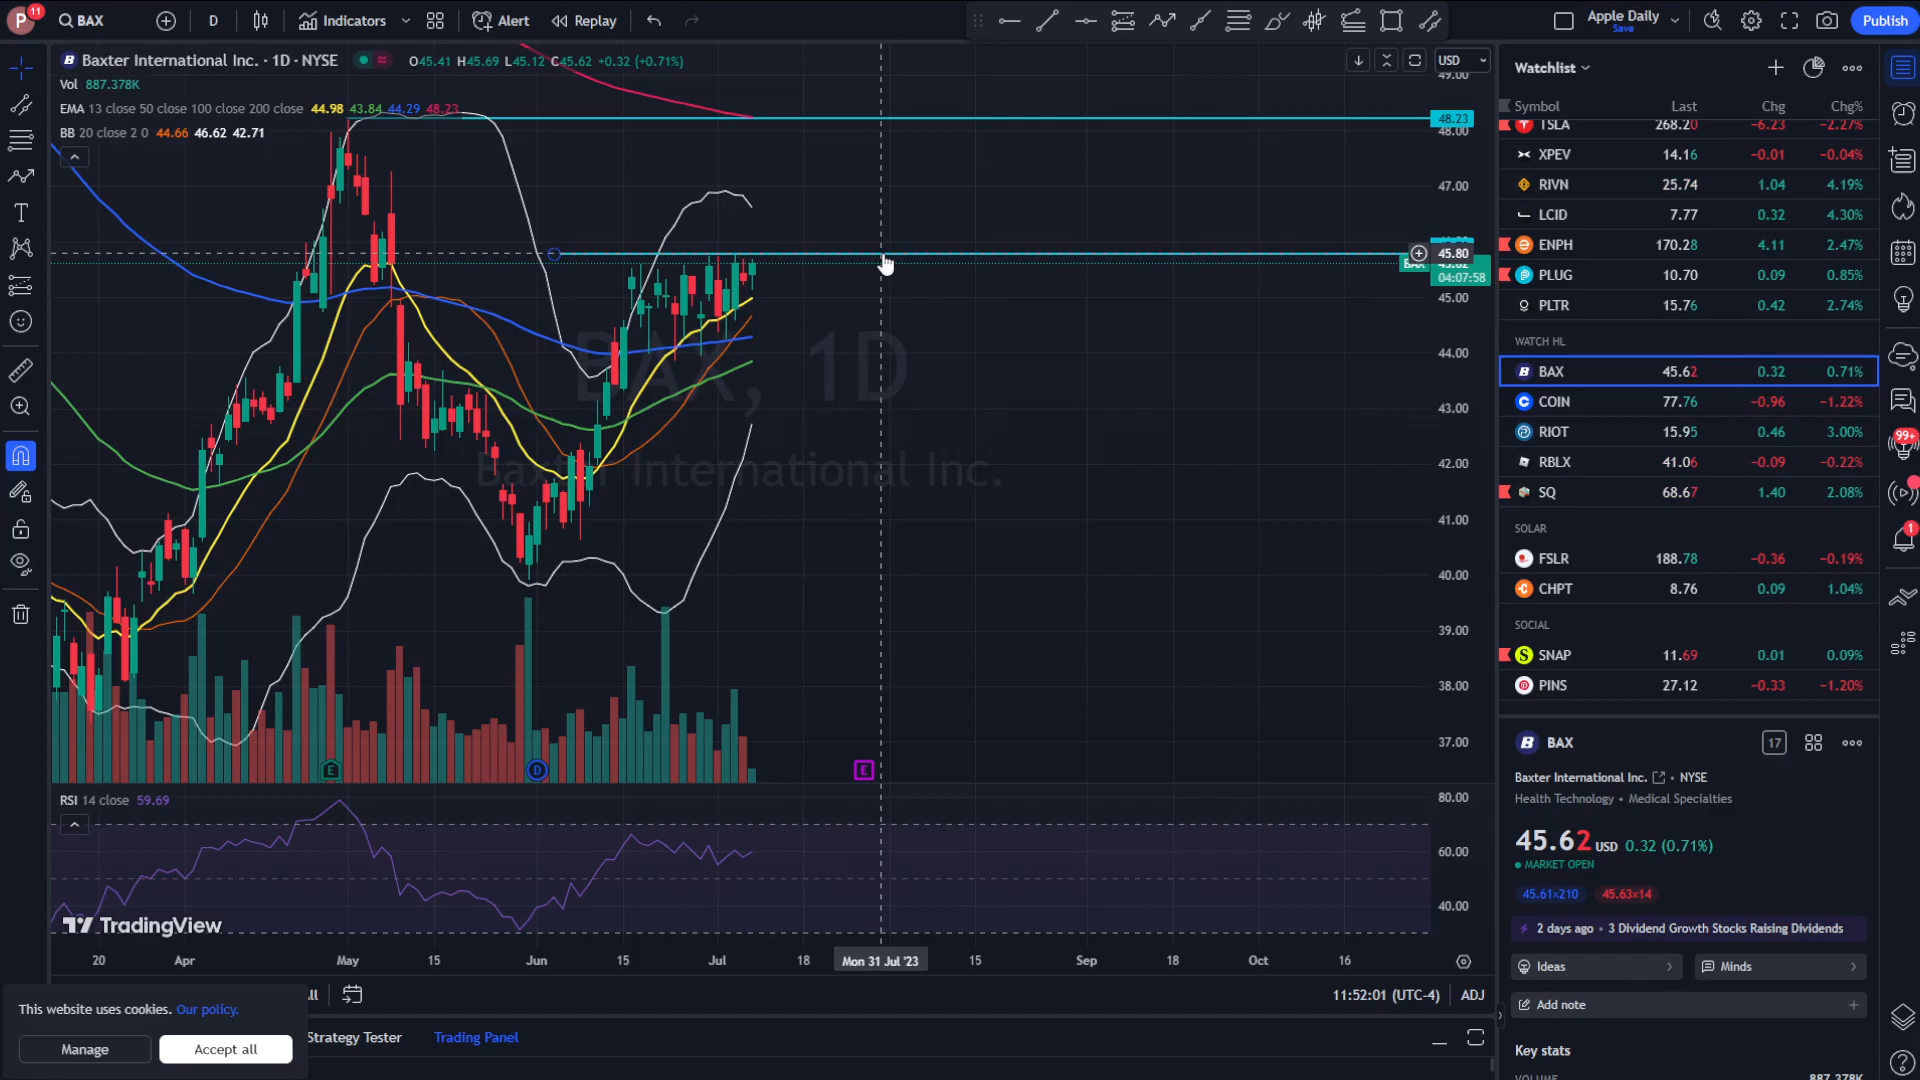 P 11 BAX D Indicators Alert Replay Apple Daily Save Publish
Baxter International Inc. · 1D · NYSE O45.41 H45.69 L45.12 C45.62 +0.32 (+0.71%) USD
Vol 887.378K
EMA 13 close 50 close 100 close 200 close 44.98 43.84 44.29 48.23
BB 20 close 2 0 44.66 46.62 42.71
BAX, 1D
Baxter International Inc.
49.00
48.23
48.00
47.00
45.80
04:07:58
45.00
44.00
43.00
42.00
41.00
40.00
39.00
38.00
37.00
E D E
RSI 14 close 59.69
80.00
60.00
40.00
TradingView
20 Apr May 15 Jun 15 Jul 18 Mon 31 Jul '23 15 Sep 18 Oct 16
11:52:01 (UTC-4) ADJ
This website uses cookies. Our policy.
Manage Accept all
Strategy Tester Trading Panel
Watchlist
Symbol Last Chg Chg%
TSLA 268.20 −6.23 −2.27%
XPEV 14.16 −0.01 −0.04%
RIVN 25.74 1.04 4.19%
LCID 7.77 0.32 4.30%
ENPH 170.28 4.11 2.47%
PLUG 10.70 0.09 0.85%
PLTR 15.76 0.42 2.74%
WATCH HL
BAX 45.62 0.32 0.71%
COIN 77.76 −0.96 −1.22%
RIOT 15.95 0.46 3.00%
RBLX 41.06 −0.09 −0.22%
SQ 68.67 1.40 2.08%
SOLAR
FSLR 188.78 −0.36 −0.19%
CHPT 8.76 0.09 1.04%
SOCIAL
SNAP 11.69 0.01 0.09%
PINS 27.12 −0.33 −1.20%
BAX 17
Baxter International Inc. • NYSE
Health Technology • Medical Specialties
45.62 USD 0.32 (0.71%)
MARKET OPEN
45.61×210 45.63×14
2 days ago • 3 Dividend Growth Stocks Raising Dividends
Ideas Minds
Add note
Key stats
VOLUME 887.378K
99+
1